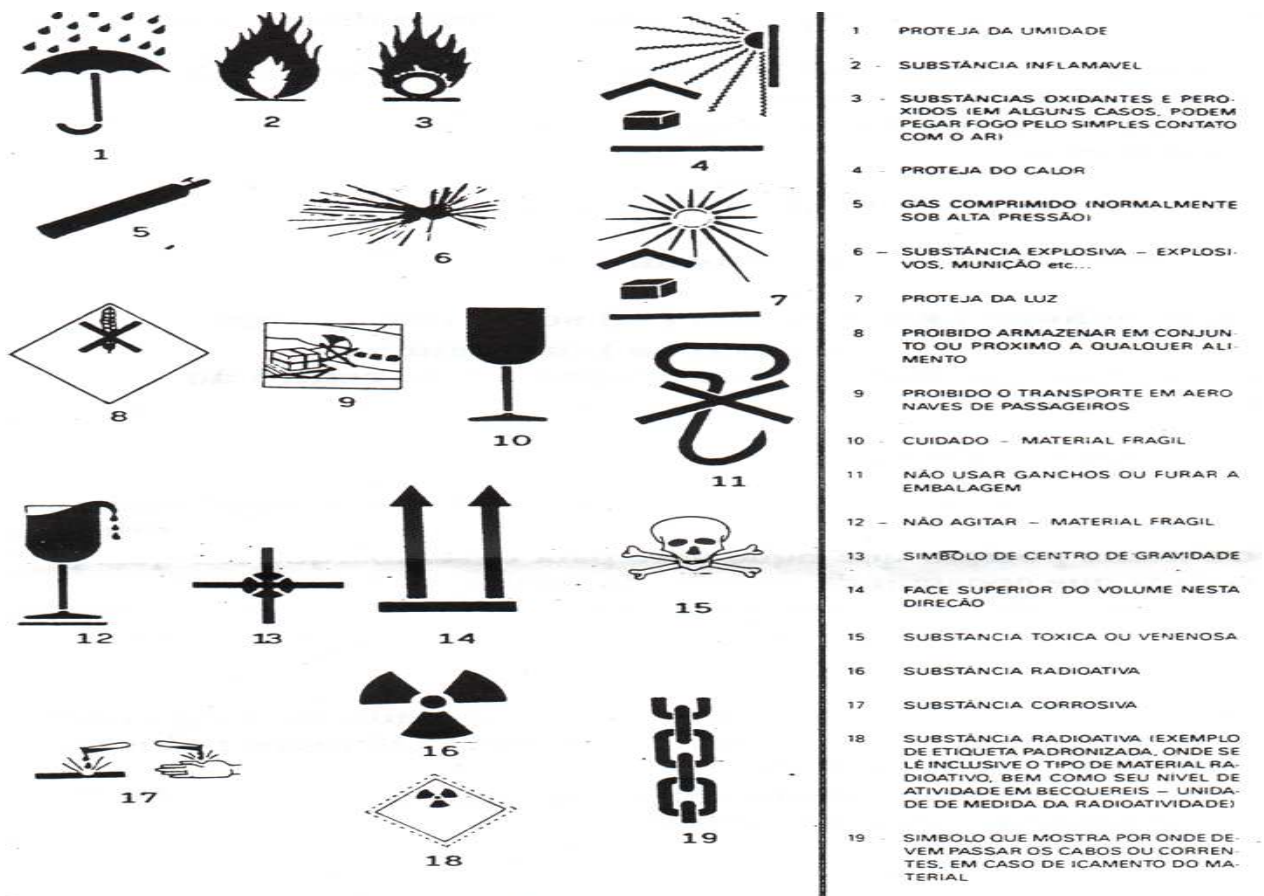 1
2
3
4
5
6
7
8
9
10
11
12
13
14
15
16
17
18
19
1 PROTEJA DA UMIDADE
2 - SUBSTÂNCIA INFLAMAVEL
3 - SUBSTÂNCIAS OXIDANTES E PERÓ-
XIDOS (EM ALGUNS CASOS, PODEM
PEGAR FOGO PELO SIMPLES CONTATO
COM O AR)
4 - PROTEJA DO CALOR
5 GAS COMPRIMIDO (NORMALMENTE
SOB ALTA PRESSÃO)
6 - SUBSTÂNCIA EXPLOSIVA - EXPLOSI-
VOS, MUNIÇÃO etc...
7 PROTEJA DA LUZ
8 PROIBIDO ARMAZENAR EM CONJUN-
TO OU PROXIMO A QUALQUER ALI-
MENTO
9 PROIBIDO O TRANSPORTE EM AERO
NAVES DE PASSAGEIROS
10 - CUIDADO - MATERIAL FRAGIL
11 NÃO USAR GANCHOS OU FURAR A
EMBALAGEM
12 - NÃO AGITAR - MATERIAL FRAGIL
13 SIMBOLO DE CENTRO DE GRAVIDADE
14 FACE SUPERIOR DO VOLUME NESTA
DIRECÃO
15 SUBSTANCIA TOXICA OU VENENOSA
16 SUBSTÂNCIA RADIOATIVA
17 SUBSTÂNCIA CORROSIVA
18 SUBSTÂNCIA RADIOATIVA (EXEMPLO
DE ETIQUETA PADRONIZADA, ONDE SE
LÊ INCLUSIVE O TIPO DE MATERIAL RA-
DIOATIVO, BEM COMO SEU NIVEL DE
ATIVIDADE EM BECQUEREIS - UNIDA-
DE DE MEDIDA DA RADIOATIVIDADE)
19 - SIMBOLO QUE MOSTRA POR ONDE DE-
VEM PASSAR OS CABOS OU CORREN-
TES, EM CASO DE ICAMENTO DO MA-
TERIAL